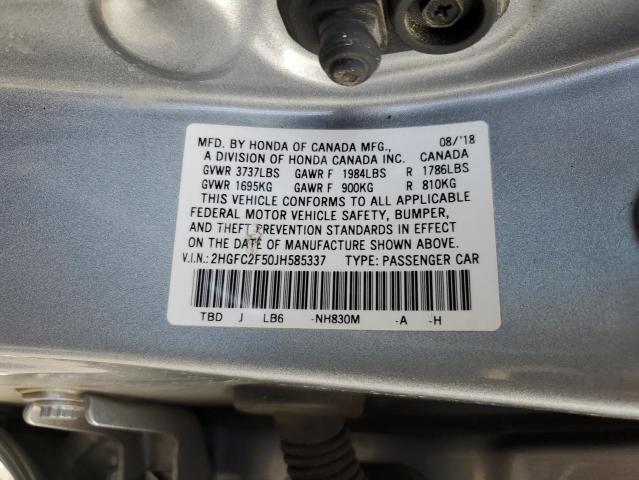 MFD. BY HONDA OF CANADA MFG., 08/'18
A DIVISION OF HONDA CANADA INC. CANADA
GVWR 3737LBS GAWR F 1984LBS R 1786LBS
GVWR 1695KG GAWR F 900KG R 810KG
THIS VEHICLE CONFORMS TO ALL APPLICABLE
FEDERAL MOTOR VEHICLE SAFETY, BUMPER,
AND THEFT PREVENTION STANDARDS IN EFFECT
ON THE DATE OF MANUFACTURE SHOWN ABOVE.
V.I.N.: 2HGFC2F50JH585337 TYPE: PASSENGER CAR
TBD J LB6 -NH830M -A -H